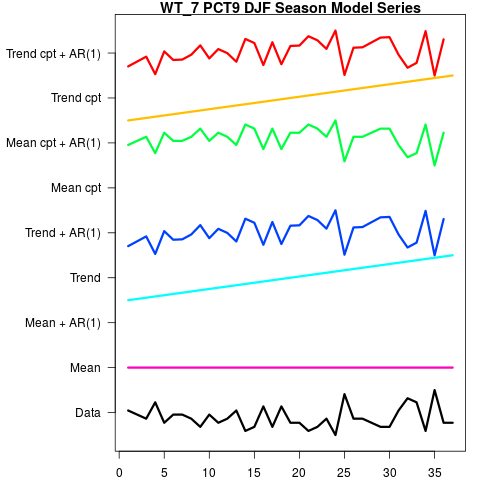 WT_7 PCT9 DJF Season Model Series
Trend cpt + AR(1)
Trend cpt
Mean cpt + AR(1)
Mean cpt
Trend + AR(1)
Trend
Mean + AR(1)
Mean
Data
0 5 10 15 20 25 30 35